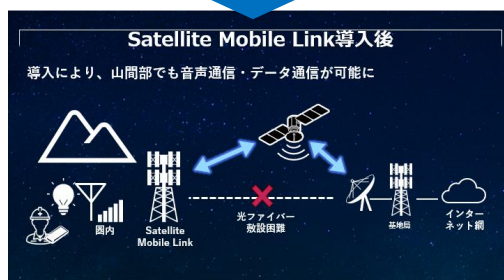 Satellite Mobile Link導入後
導入により、山間部でも音声通信・データ通信が可能に
圏内
Satellite
Mobile Link
光ファイバー
敷設困難
基地局
インター
ネット網